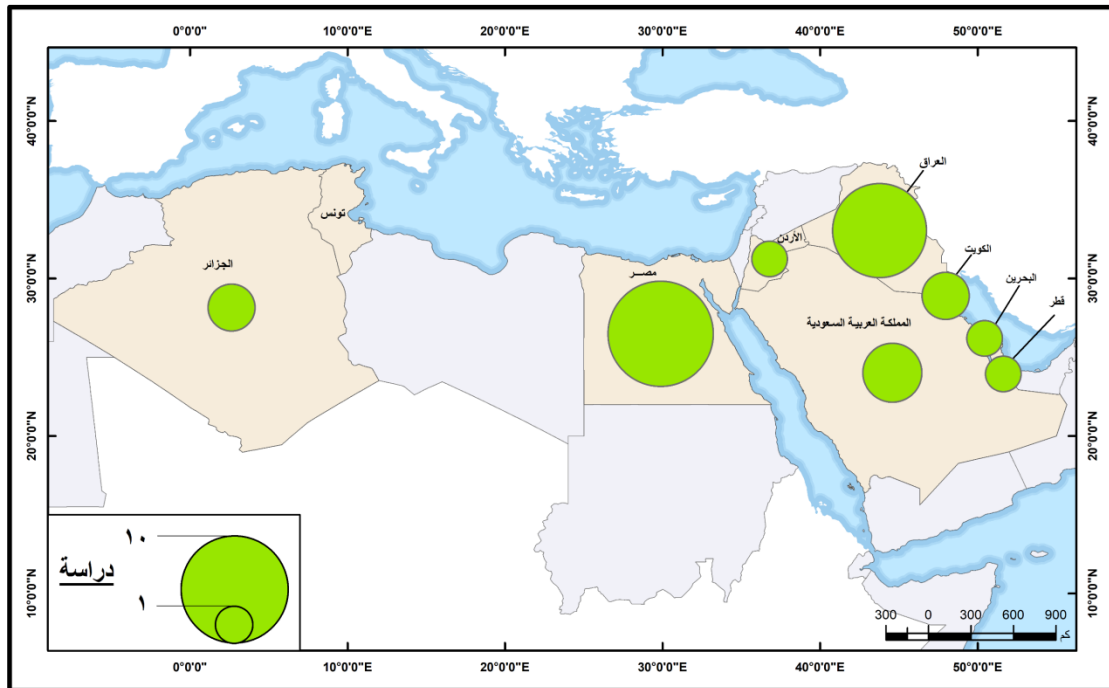 0°0'0" 10°0'0"E 20°0'0"E 30°0'0"E 40°0'0"E 50°0'0"E
40°0'0"N 40°0'0"N
العراق
تونس
الأردن
الكويت
الجزائر
مصـــر
البحرين
قطر
30°0'0"N 30°0'0"N
المملكة العربية السعودية
20°0'0"N 20°0'0"N
١٠
دراسة
١
10°0'0"N 10°0'0"N
300 0 300 600 900
كم
0°0'0" 10°0'0"E 20°0'0"E 30°0'0"E 40°0'0"E 50°0'0"E